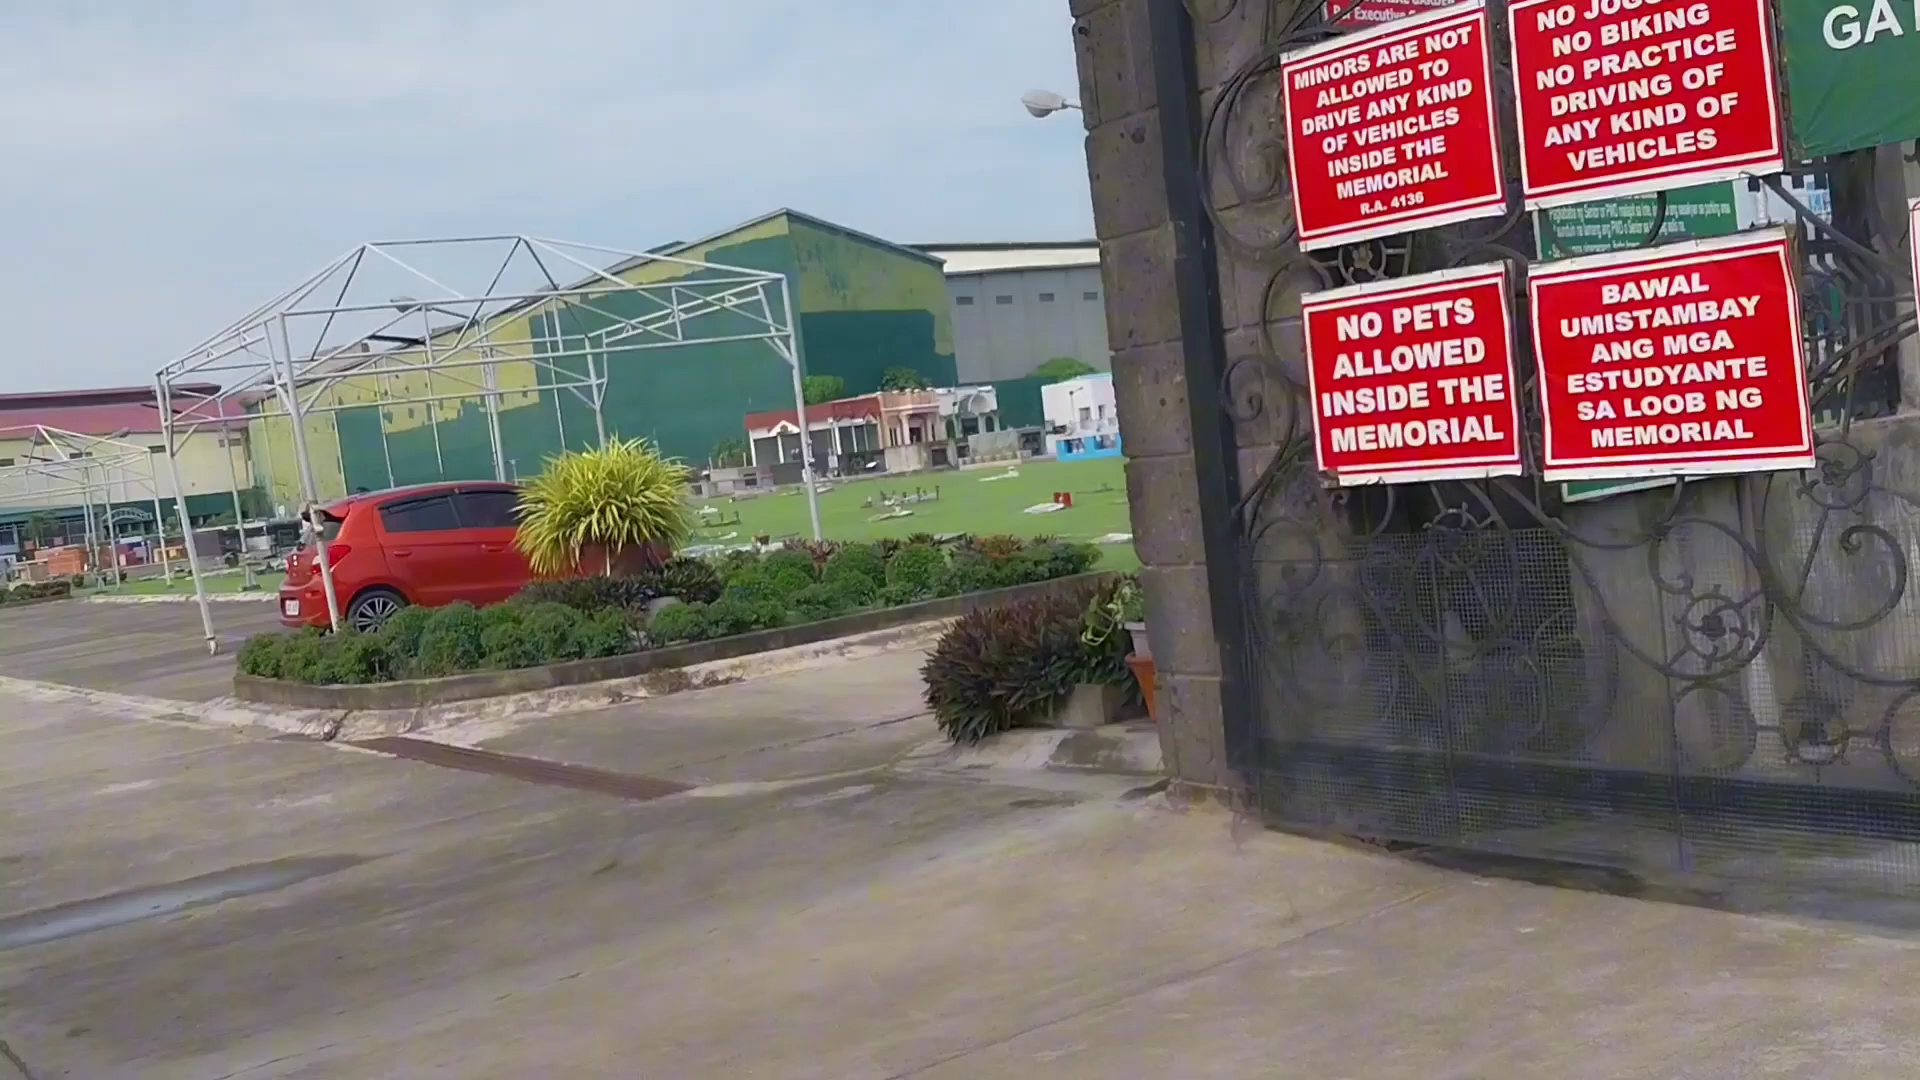 MINORS ARE NOT
ALLOWED TO
DRIVE ANY KIND
OF VEHICLES
INSIDE THE
MEMORIAL
R.A. 4136
NO
NO BIKING
NO PRACTICE
DRIVING OF
ANY KIND OF
VEHICLES
NO PETS
ALLOWED
INSIDE THE
MEMORIAL
BAWAL
UMISTAMBAY
ANG MGA
ESTUDYANTE
SA LOOB NG
MEMORIAL